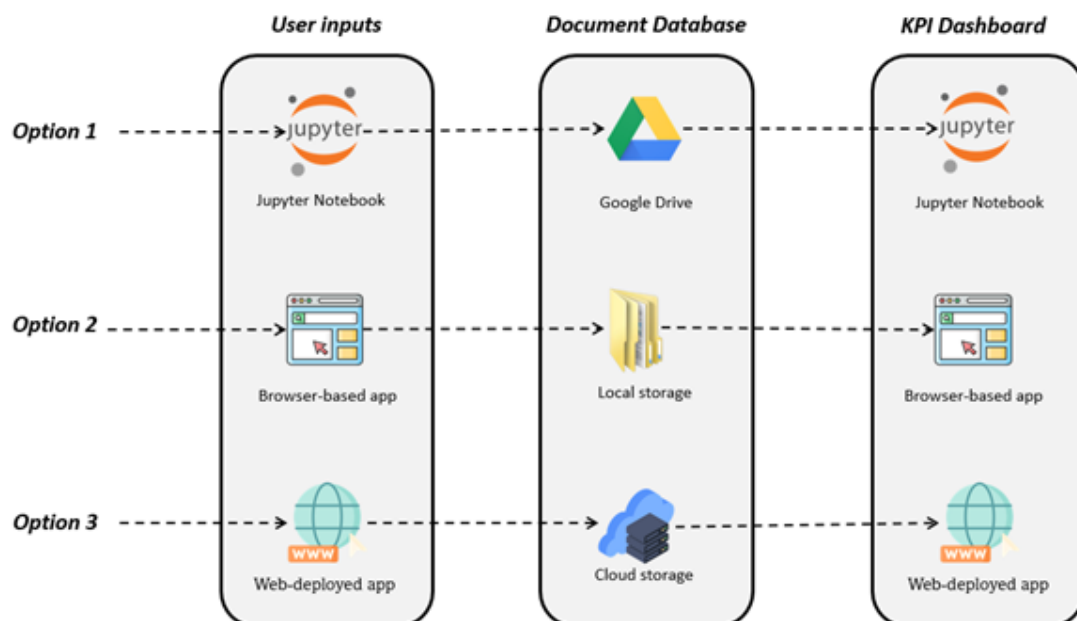 User inputs
Document Database
KPI Dashboard
Option 1
jupyter
jupyter
Jupyter Notebook
Google Drive
Jupyter Notebook
Option 2
Browser-based app
Local storage
Browser-based app
Option 3
WWW
WWW
Web-deployed app
Cloud storage
Web-deployed app